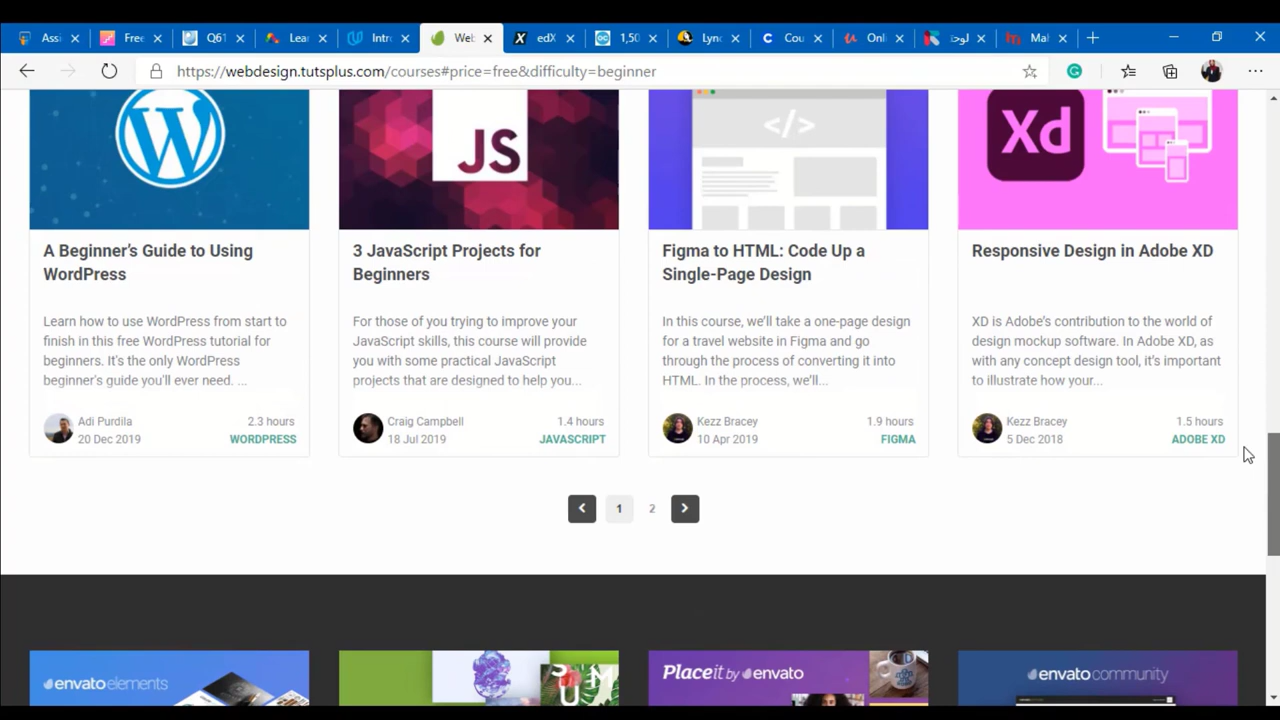 Assi
Free
Q61
Lear
Intro
Web
edX
1,50
Lync
Cou
Onli
لوحة
Mal
https://webdesign.tutsplus.com/courses#price=free&difficulty=beginner
JS
</>
Xd
A Beginner’s Guide to Using
WordPress
3 JavaScript Projects for
Beginners
Figma to HTML: Code Up a
Single-Page Design
Responsive Design in Adobe XD
Learn how to use WordPress from start to
finish in this free WordPress tutorial for
beginners. It's the only WordPress
beginner's guide you'll ever need. ...
For those of you trying to improve your
JavaScript skills, this course will provide
you with some practical JavaScript
projects that are designed to help you...
In this course, we’ll take a one-page design
for a travel website in Figma and go
through the process of converting it into
HTML. In the process, we’ll...
XD is Adobe’s contribution to the world of
design mockup software. In Adobe XD, as
with any concept design tool, it’s important
to illustrate how your...
Adi Purdila 2.3 hours
20 Dec 2019 WORDPRESS
Craig Campbell 1.4 hours
18 Jul 2019 JAVASCRIPT
Kezz Bracey 1.9 hours
10 Apr 2019 FIGMA
Kezz Bracey 1.5 hours
5 Dec 2018 ADOBE XD
1 2
envato elements
Placeit by envato
envato community